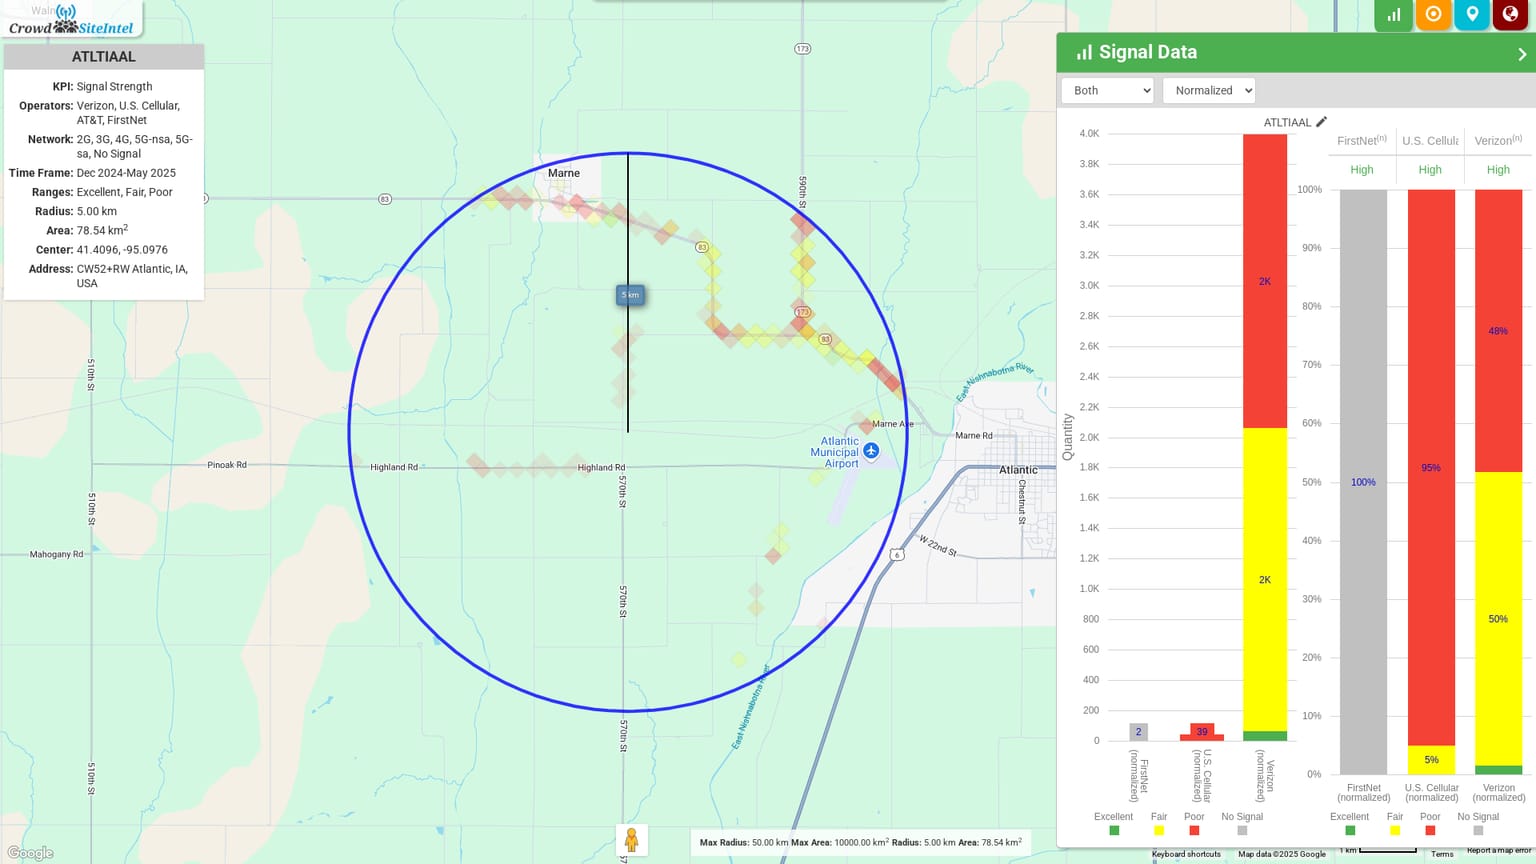 Waln
Crowd SiteIntel
ATLTIAAL
KPI: Signal Strength
Operators: Verizon, U.S. Cellular,
AT&T, FirstNet
Network: 2G, 3G, 4G, 5G-nsa, 5G-
sa, No Signal
Time Frame: Dec 2024-May 2025
Ranges: Excellent, Fair, Poor
Radius: 5.00 km
Area: 78.54 km²
Center: 41.4096, -95.0976
Address: CW52+RW Atlantic, IA,
USA
173
Marne
83
83
590th St
83
5 km
173
83
East Nishnabotna River
510th St
Marne Ave
Marne Rd
Atlantic
Municipal
Airport
Pinoak Rd
Highland Rd
Highland Rd
Atlantic
570th St
Chestnut St
510th St
W 22nd St
6
Mahogany Rd
570th St
East Nishnabotna River
570th St
510th St
Google
Max Radius: 50.00 km Max Area: 10000.00 km² Radius: 5.00 km Area: 78.54 km²
Signal Data
Both
Normalized
ATLTIAAL
Quantity
4.0K
3.8K
3.6K
3.4K
3.2K
3.0K
2.8K
2.6K
2.4K
2.2K
2.0K
1.8K
1.6K
1.4K
1.2K
1.0K
800
600
400
200
0
2
39
2K
2K
FirstNet
(normalized)
U.S. Cellular
(normalized)
Verizon
(normalized)
Excellent Fair Poor No Signal
FirstNet(n) U.S. Cellula Verizon(n)
High High High
100%
90%
80%
70%
60%
50%
40%
30%
20%
10%
0%
100%
95%
5%
48%
50%
FirstNet
(normalized)
U.S. Cellular
(normalized)
Verizon
(normalized)
Excellent Fair Poor No Signal
Keyboard shortcuts Map data ©2025 Google 1 km Terms Report a map error